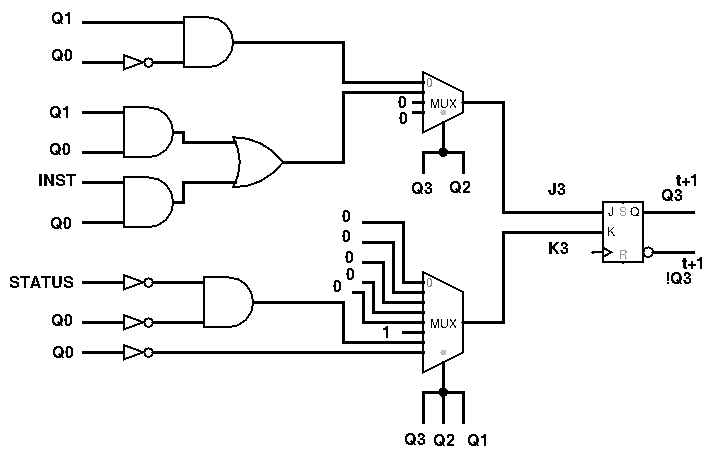 Q1
Q0
0
MUX
0
0
Q1
Q0
INST
Q0
Q3 Q2
J3
t+1
Q3
J S Q
K
R
K3
t+1
!Q3
0
0
0
0
0
0
STATUS
Q0
Q0
1
MUX
Q3 Q2 Q1